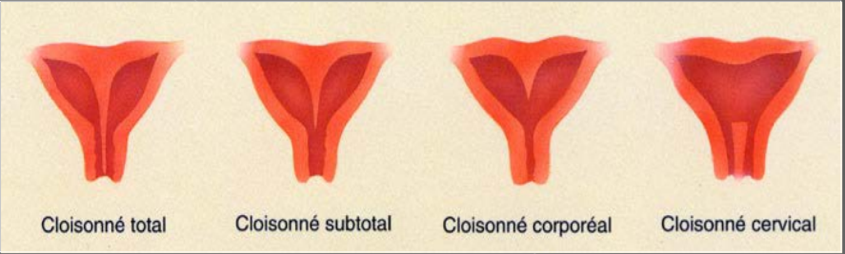 Cloisonné total
Cloisonné subtotal
Cloisonné corporéal
Cloisonné cervical